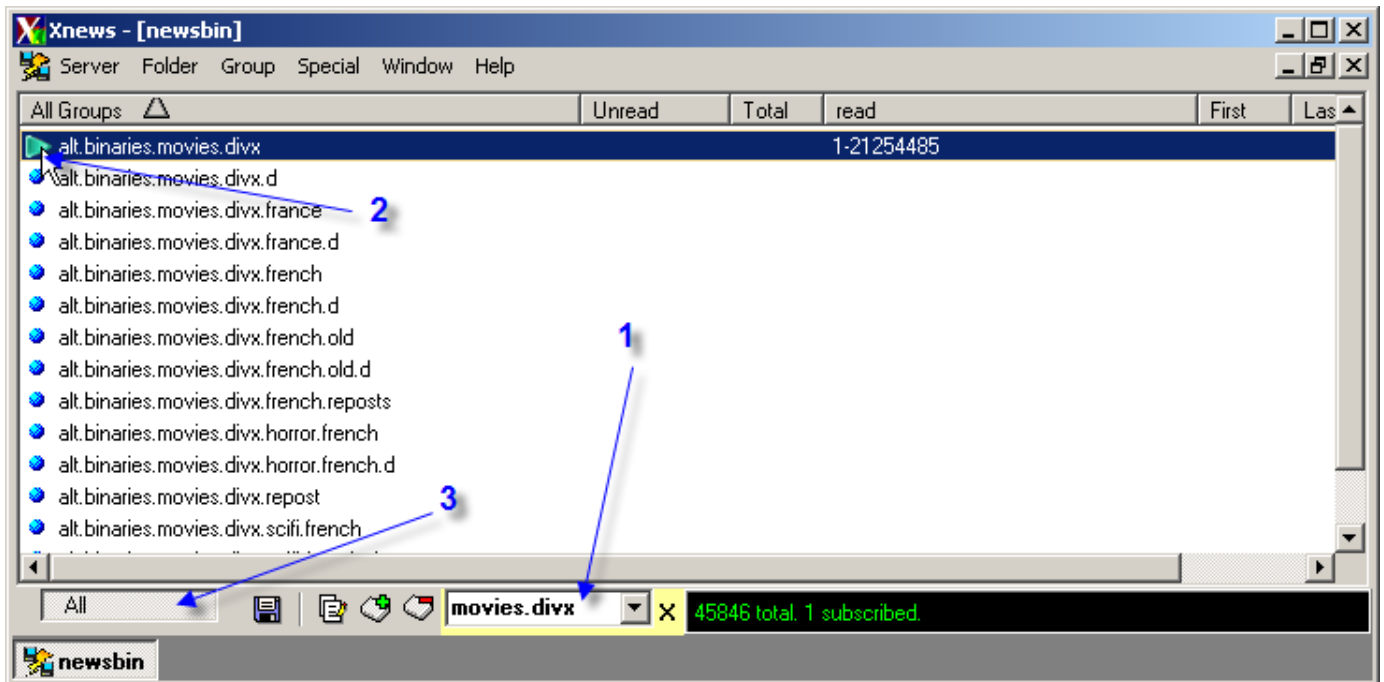 Xnews - [newsbin]
Server Folder Group Special Window Help
All Groups Unread Total read First Las
alt.binaries.movies.divx 1-21254485
alt.binaries.movies.divx.d
alt.binaries.movies.divx.france 2
alt.binaries.movies.divx.france.d
alt.binaries.movies.divx.french
alt.binaries.movies.divx.french.d
alt.binaries.movies.divx.french.old 1
alt.binaries.movies.divx.french.old.d
alt.binaries.movies.divx.french.reposts
alt.binaries.movies.divx.horror.french
alt.binaries.movies.divx.horror.french.d
alt.binaries.movies.divx.repost 3
alt.binaries.movies.divx.scifi.french
All movies.divx X 45846 total. 1 subscribed.
newsbin